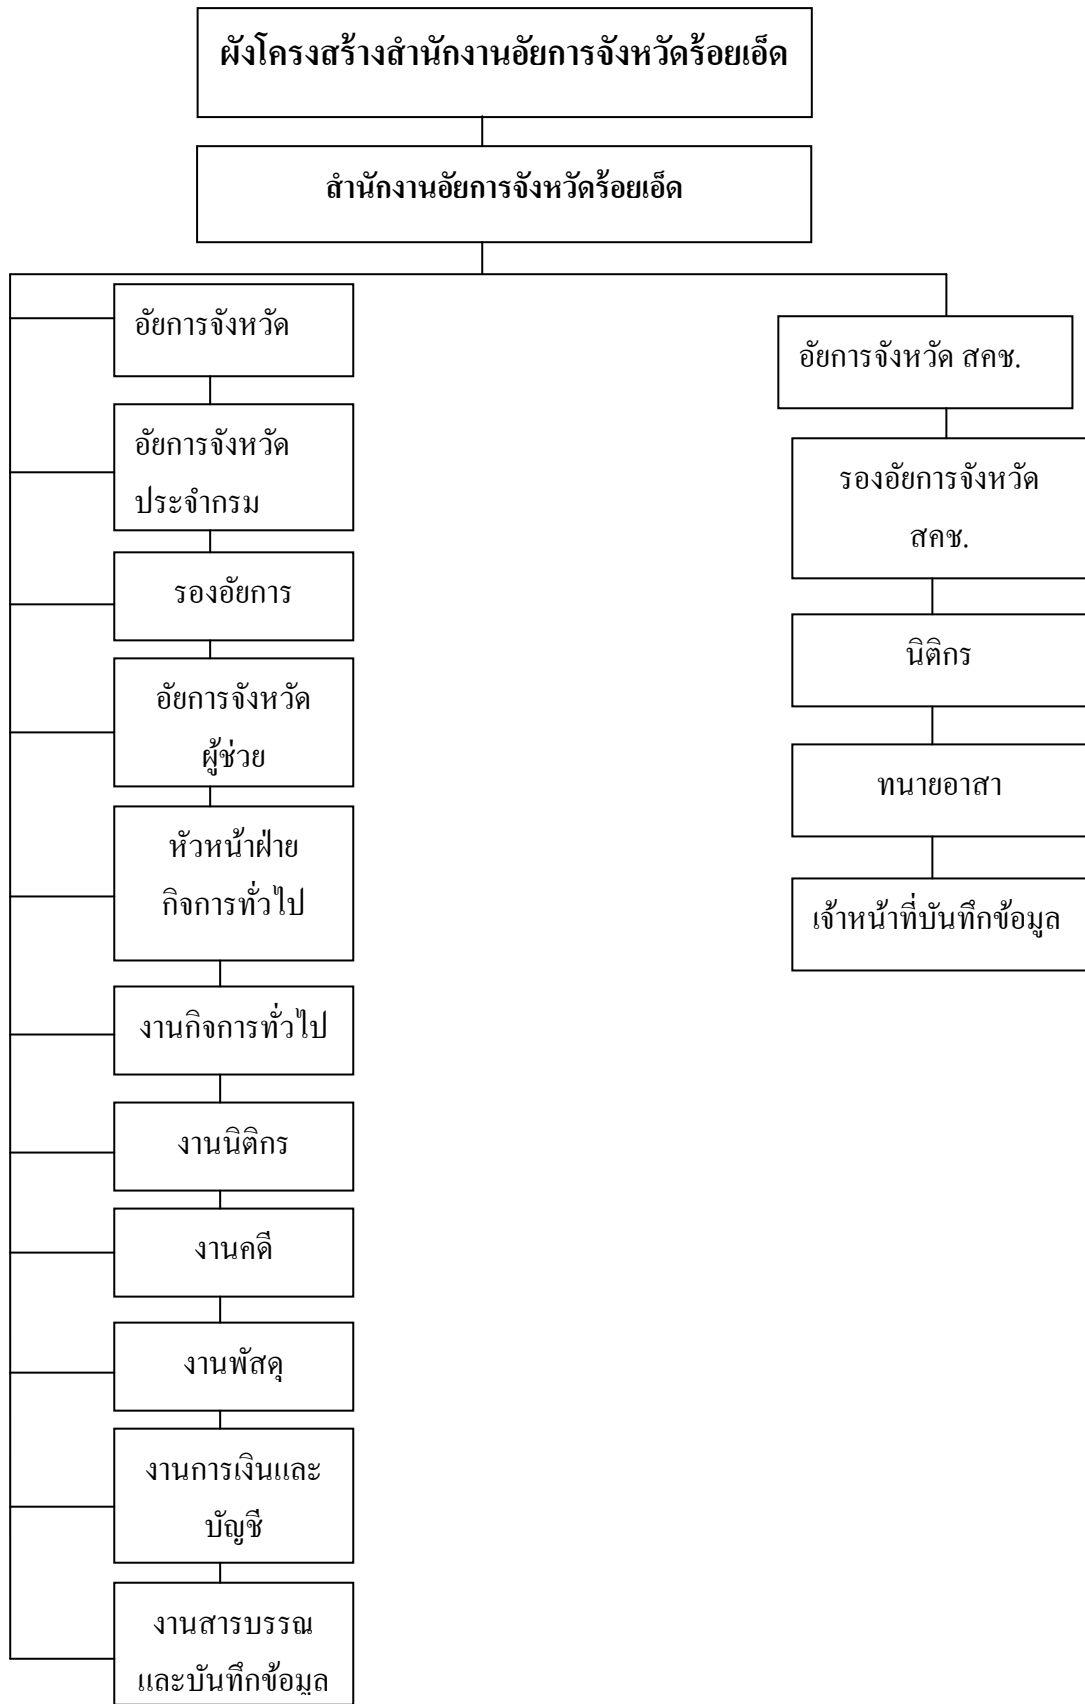 ผังโครงสร้างสำนักงานอัยการจังหวัดร้อยเอ็ด
สำนักงานอัยการจังหวัดร้อยเอ็ด
อัยการจังหวัด
อัยการจังหวัด
ประจำกรม
รองอัยการ
อัยการจังหวัด
ผู้ช่วย
หัวหน้าฝ่าย
กิจการทั่วไป
งานกิจการทั่วไป
งานนิติกร
งานคดี
งานพัสดุ
งานการเงินและ
บัญชี
งานสารบรรณ
และบันทึกข้อมูล
อัยการจังหวัด สคช.
รองอัยการจังหวัด
สคช.
นิติกร
ทนายอาสา
เจ้าหน้าที่บันทึกข้อมูล